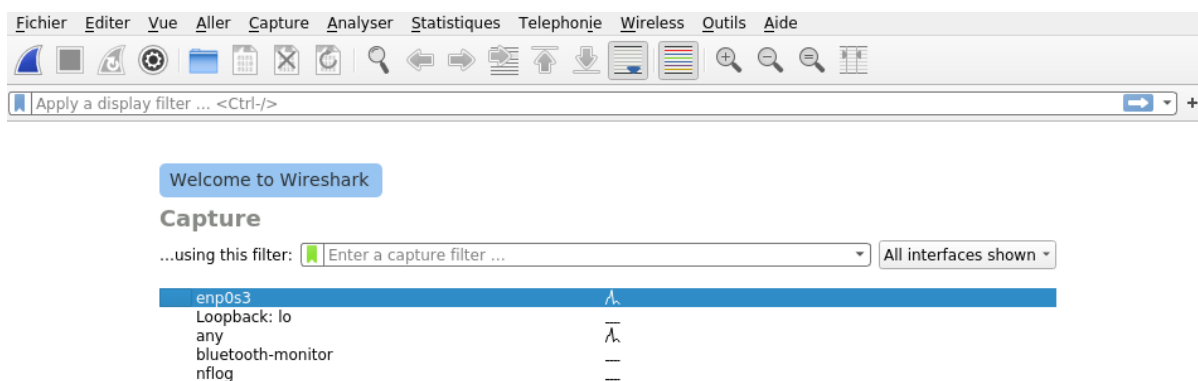 Fichier Editer Vue Aller Capture Analyser Statistiques Telephonie Wireless Outils Aide
Apply a display filter ... <Ctrl-/>
+
Welcome to Wireshark
Capture
...using this filter: Enter a capture filter ... All interfaces shown
enp0s3
Loopback: lo
any
bluetooth-monitor
nflog